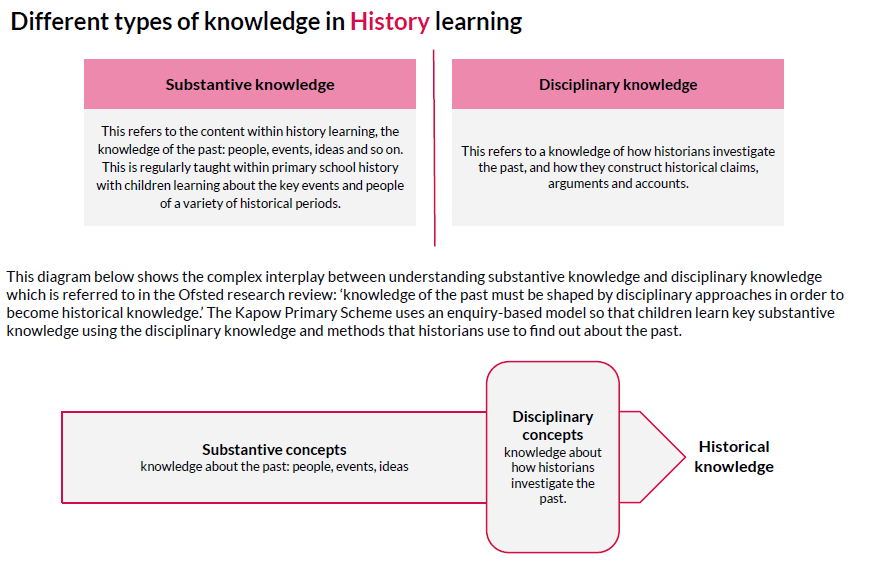 Different types of knowledge in History learning
Substantive knowledge
This refers to the content within history learning, the
knowledge of the past: people, events, ideas and so on.
This is regularly taught within primary school history
with children learning about the key events and people
of a variety of historical periods.
Disciplinary knowledge
This refers to a knowledge of how historians investigate
the past, and how they construct historical claims,
arguments and accounts.
This diagram below shows the complex interplay between understanding substantive knowledge and disciplinary knowledge
which is referred to in the Ofsted research review: ‘knowledge of the past must be shaped by disciplinary approaches in order to
become historical knowledge.’ The Kapow Primary Scheme uses an enquiry-based model so that children learn key substantive
knowledge using the disciplinary knowledge and methods that historians use to find out about the past.
Substantive concepts
knowledge about the past: people, events, ideas
Disciplinary
concepts
knowledge about
how historians
investigate the
past.
Historical
knowledge